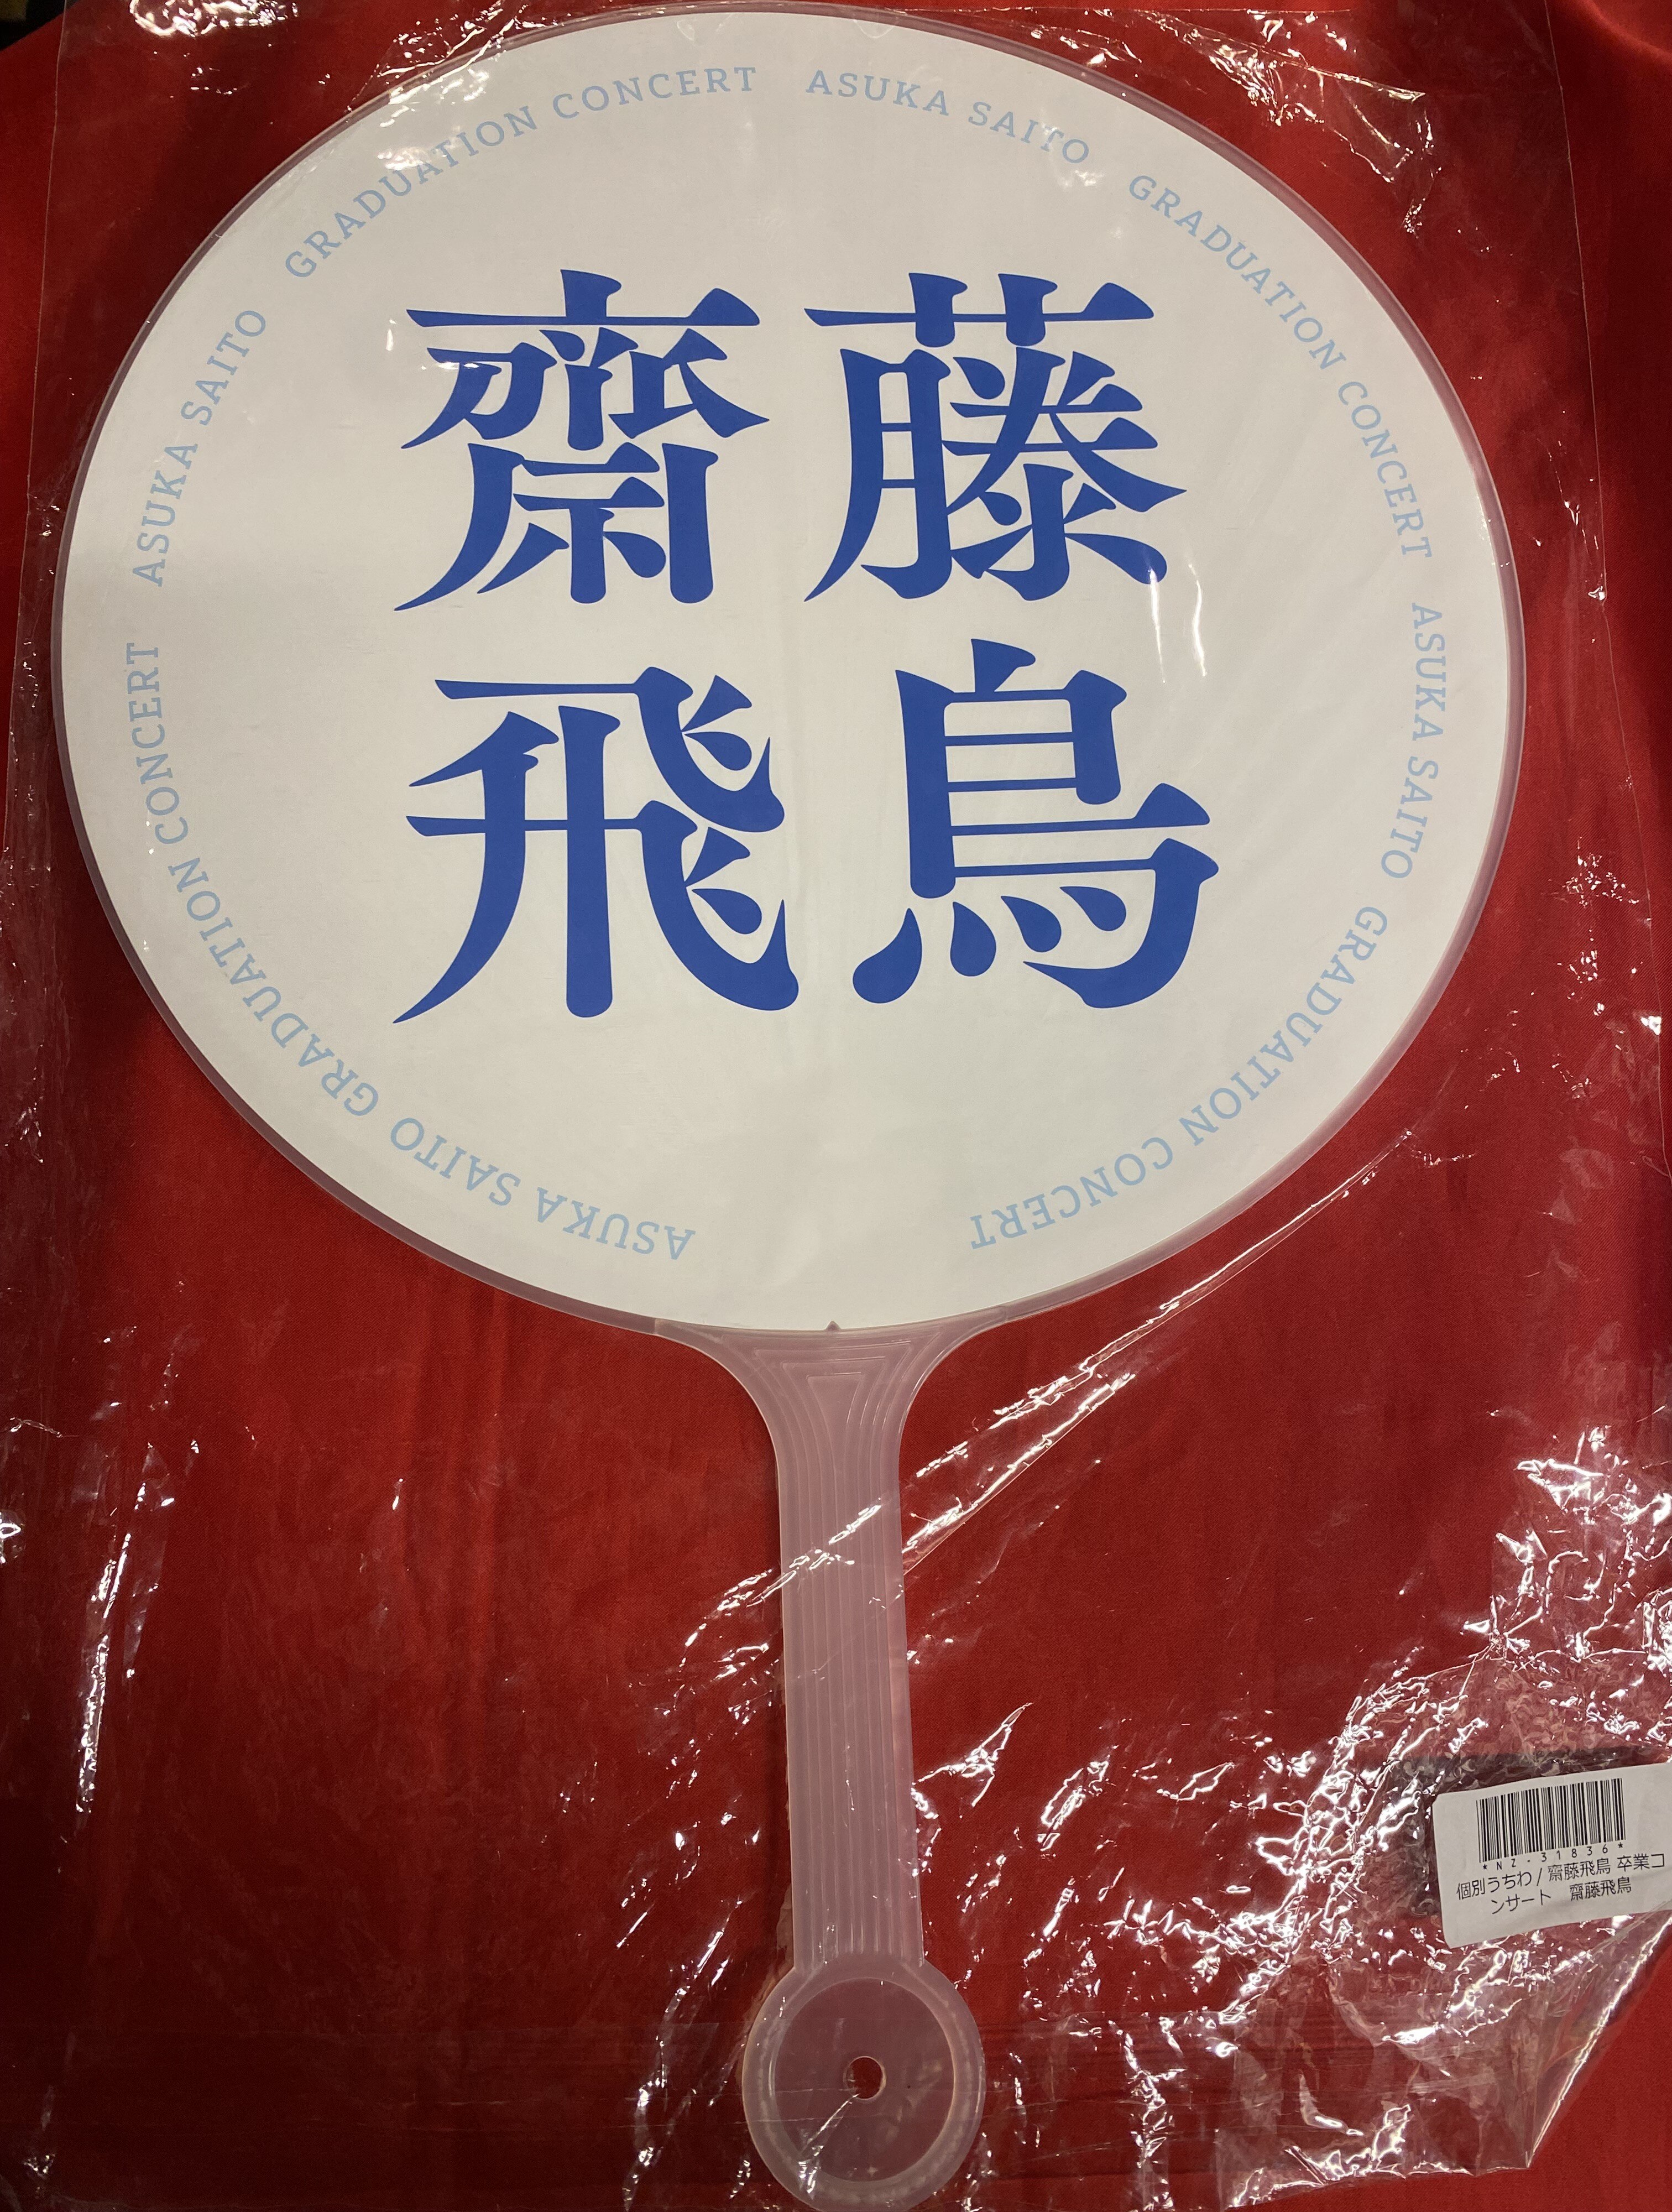 ASUKA SAITO GRADUATION CONCERT ASUKA SAITO GRADUATION CONCERT ASUKA SAITO GRADUATION CONCERT ASUKA SAITO GRADUATION CONCERT
齋藤
飛鳥
*NZ-31836*
個別うちわ / 齋藤飛鳥 卒業コ
ンサート 齋藤飛鳥